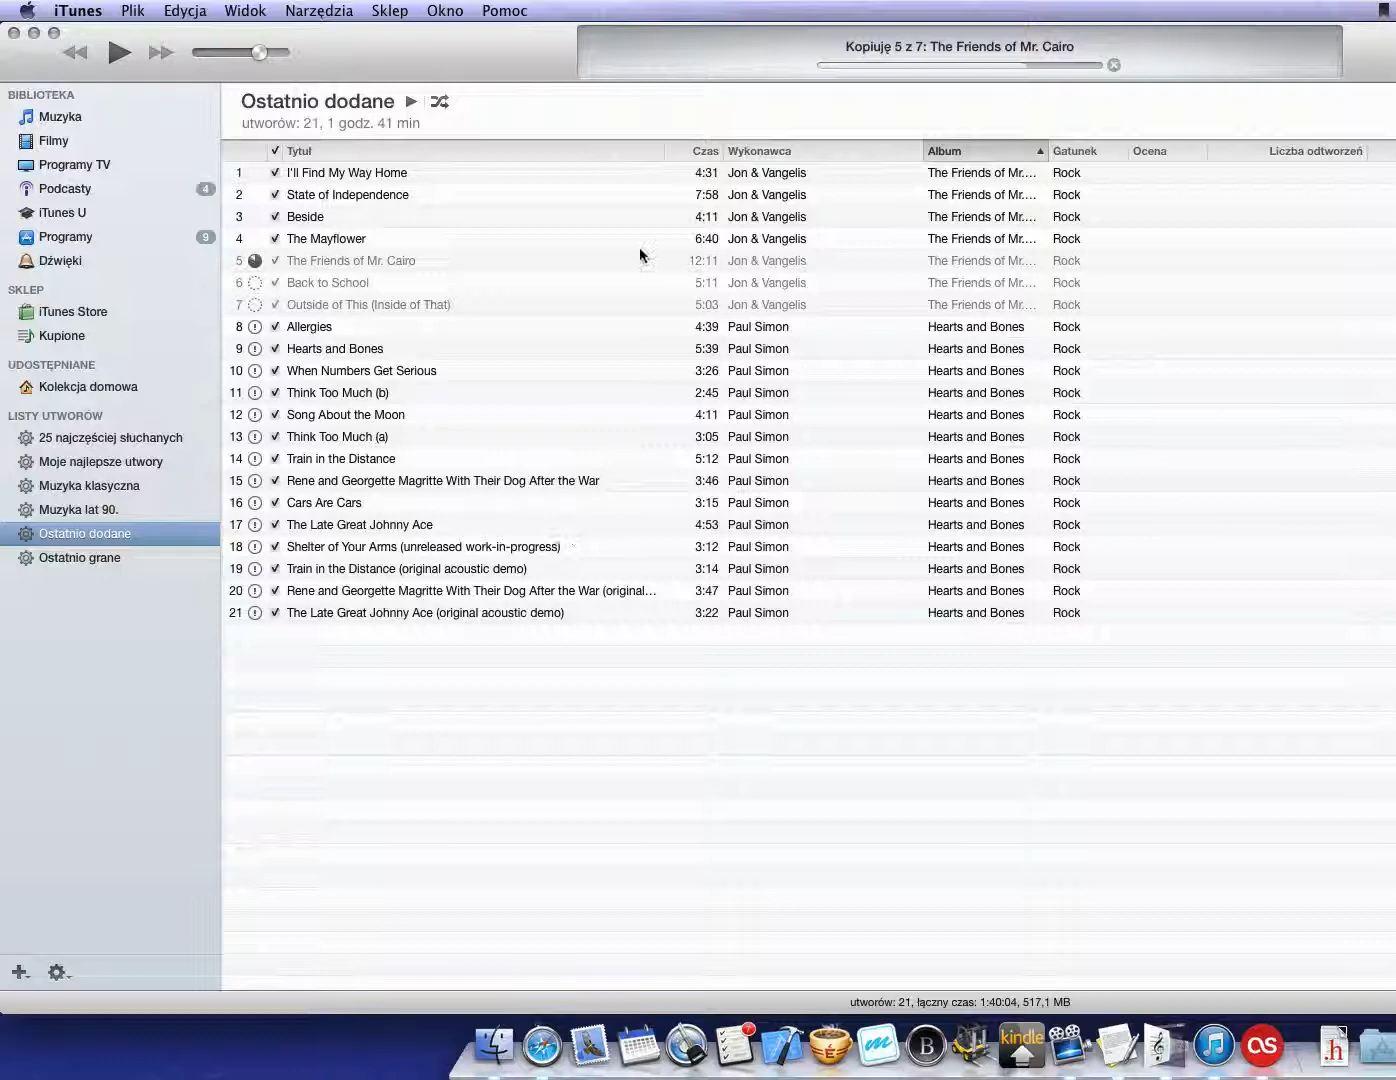 iTunes Plik Edycja Widok Narzędzia Sklep Okno Pomoc
Kopiuję 5 z 7: The Friends of Mr. Cairo
BIBLIOTEKA
Muzyka
Filmy
Programy TV
Podcasty 4
iTunes U
Programy 9
Dźwięki
SKLEP
iTunes Store
Kupione
UDOSTĘPNIANE
Kolekcja domowa
LISTY UTWORÓW
25 najczęściej słuchanych
Moje najlepsze utwory
Muzyka klasyczna
Muzyka lat 90.
Ostatnio dodane
Ostatnio grane
Ostatnio dodane
utworów: 21, 1 godz. 41 min
Tytuł Czas Wykonawca Album Gatunek Ocena Liczba odtworzeń
1 I'll Find My Way Home 4:31 Jon & Vangelis The Friends of Mr.... Rock
2 State of Independence 7:58 Jon & Vangelis The Friends of Mr.... Rock
3 Beside 4:11 Jon & Vangelis The Friends of Mr.... Rock
4 The Mayflower 6:40 Jon & Vangelis The Friends of Mr.... Rock
5 The Friends of Mr. Cairo 12:11 Jon & Vangelis The Friends of Mr.... Rock
6 Back to School 5:11 Jon & Vangelis The Friends of Mr.... Rock
7 Outside of This (Inside of That) 5:03 Jon & Vangelis The Friends of Mr.... Rock
8 Allergies 4:39 Paul Simon Hearts and Bones Rock
9 Hearts and Bones 5:39 Paul Simon Hearts and Bones Rock
10 When Numbers Get Serious 3:26 Paul Simon Hearts and Bones Rock
11 Think Too Much (b) 2:45 Paul Simon Hearts and Bones Rock
12 Song About the Moon 4:11 Paul Simon Hearts and Bones Rock
13 Think Too Much (a) 3:05 Paul Simon Hearts and Bones Rock
14 Train in the Distance 5:12 Paul Simon Hearts and Bones Rock
15 Rene and Georgette Magritte With Their Dog After the War 3:46 Paul Simon Hearts and Bones Rock
16 Cars Are Cars 3:15 Paul Simon Hearts and Bones Rock
17 The Late Great Johnny Ace 4:53 Paul Simon Hearts and Bones Rock
18 Shelter of Your Arms (unreleased work-in-progress) 3:12 Paul Simon Hearts and Bones Rock
19 Train in the Distance (original acoustic demo) 3:14 Paul Simon Hearts and Bones Rock
20 Rene and Georgette Magritte With Their Dog After the War (original... 3:47 Paul Simon Hearts and Bones Rock
21 The Late Great Johnny Ace (original acoustic demo) 3:22 Paul Simon Hearts and Bones Rock
utworów: 21, łączny czas: 1:40:04, 517,1 MB
7
B
kindle
.h